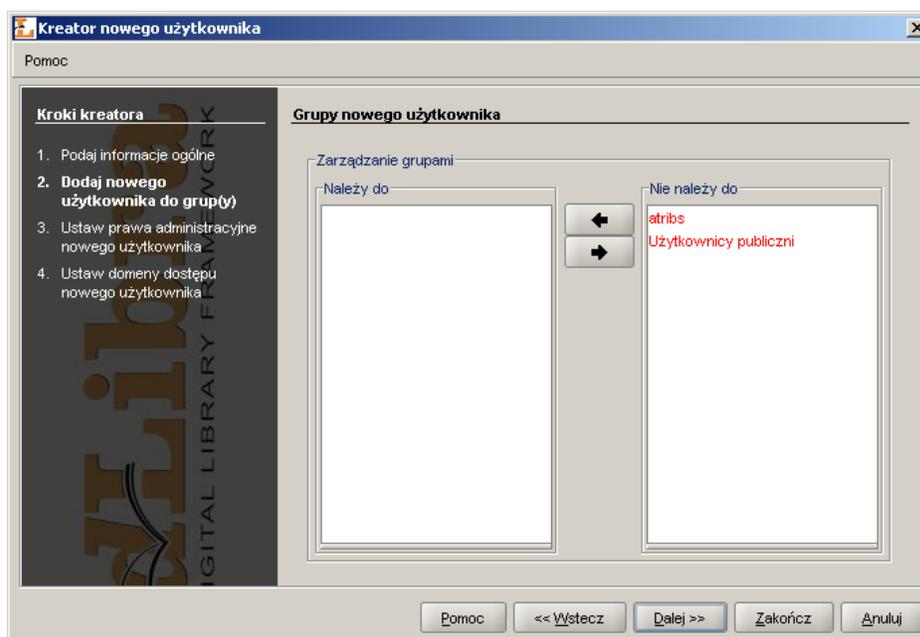 Kreator nowego użytkownika
Pomoc
Kroki kreatora
1. Podaj informacje ogólne
2. Dodaj nowego
użytkownika do grup(y)
3. Ustaw prawa administracyjne
nowego użytkownika
4. Ustaw domeny dostępu
nowego użytkownika
dLibra
DIGITAL LIBRARY FRAMEWORK
Grupy nowego użytkownika
Zarządzanie grupami
Należy do
Nie należy do
atribs
Użytkownicy publiczni
Pomoc
<< Wstecz
Dalej >>
Zakończ
Anuluj